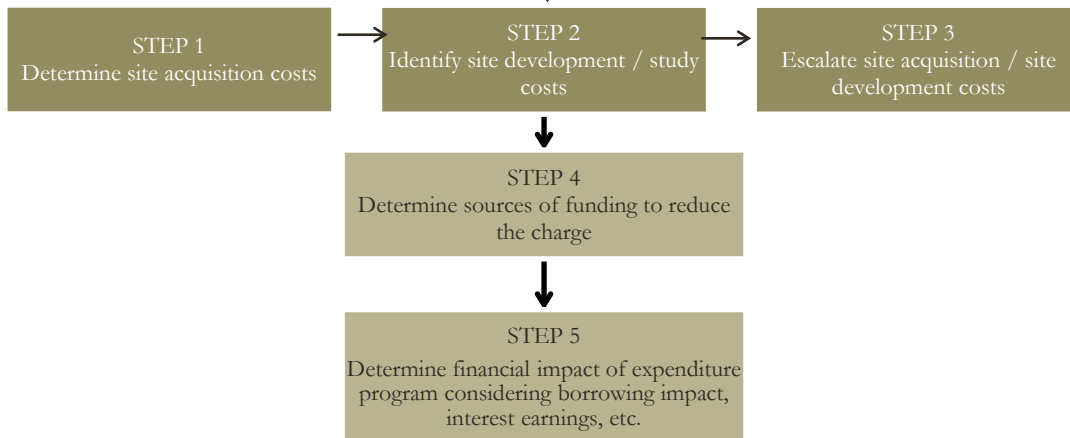 STEP 1
Determine site acquisition costs
STEP 2
Identify site development / study
costs
STEP 3
Escalate site acquisition / site
development costs
STEP 4
Determine sources of funding to reduce
the charge
STEP 5
Determine financial impact of expenditure
program considering borrowing impact,
interest earnings, etc.